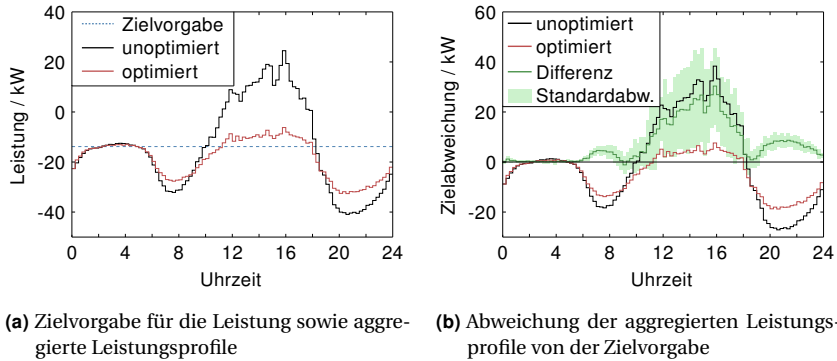 Zielvorgabe
unoptimiert
optimiert
Leistung / kW
40
20
0
-20
-40
0 4 8 12 16 20 24
Uhrzeit
(a) Zielvorgabe für die Leistung sowie aggre-
gierte Leistungsprofile
unoptimiert
optimiert
Differenz
Standardabw.
Zielabweichung / kW
60
40
20
0
-20
0 4 8 12 16 20 24
Uhrzeit
(b) Abweichung der aggregierten Leistungs-
profile von der Zielvorgabe